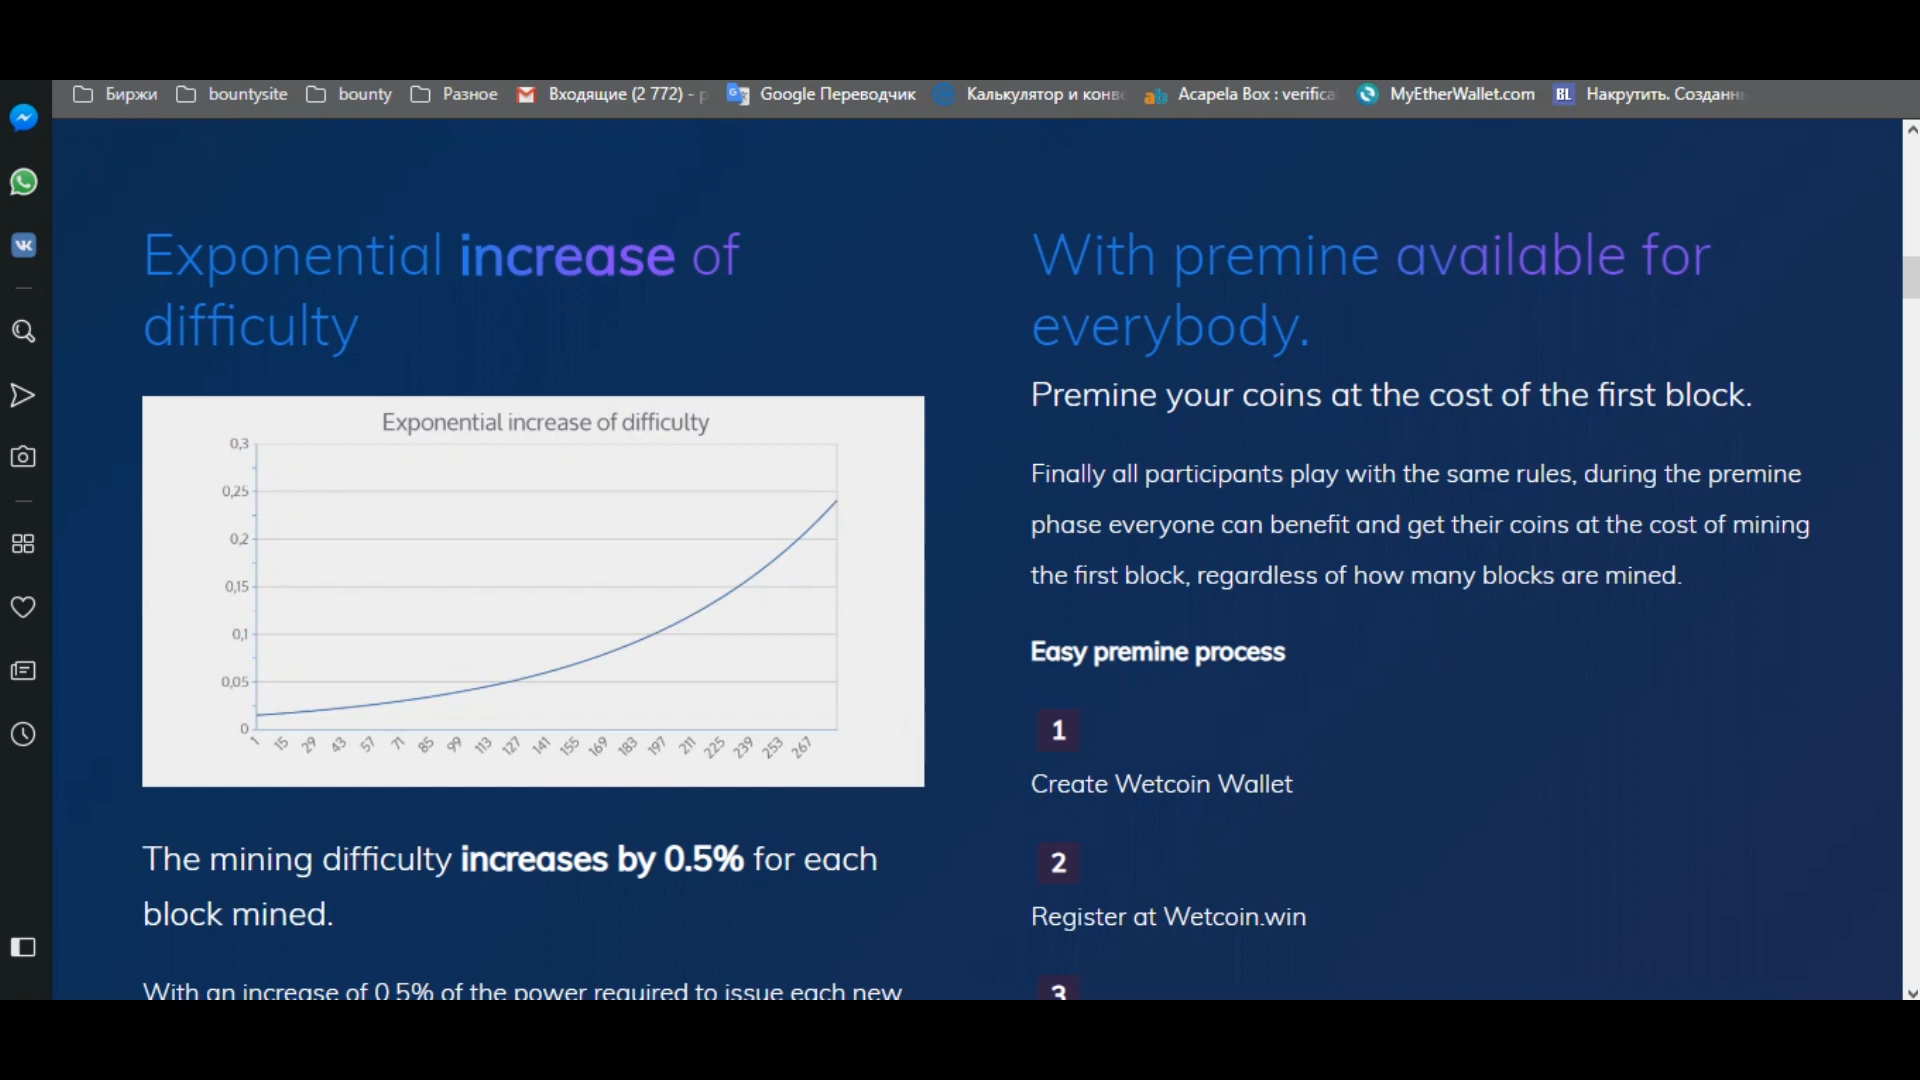 Биржи bountysite bounty Разное Входящие (2 772) - Google Переводчик Калькулятор и Acapela Box : MyEtherWallet.com BL Накрутить.
Exponential increase of
difficulty
Exponential increase of difficulty
0,3
0,25
0,2
0,15
0,1
0,05
0
1 15 29 43 57 71 85 99 113 127 141 155 169 183 197 211 225 239 253 267
The mining difficulty increases by 0.5% for each
block mined.
With an increase of 0.5% of the power required to issue each new
With premine available for
everybody.
Premine your coins at the cost of the first block.
Finally all participants play with the same rules, during the premine
phase everyone can benefit and get their coins at the cost of mining
the first block, regardless of how many blocks are mined.
Easy premine process
1
Create Wetcoin Wallet
2
Register at Wetcoin.win
3